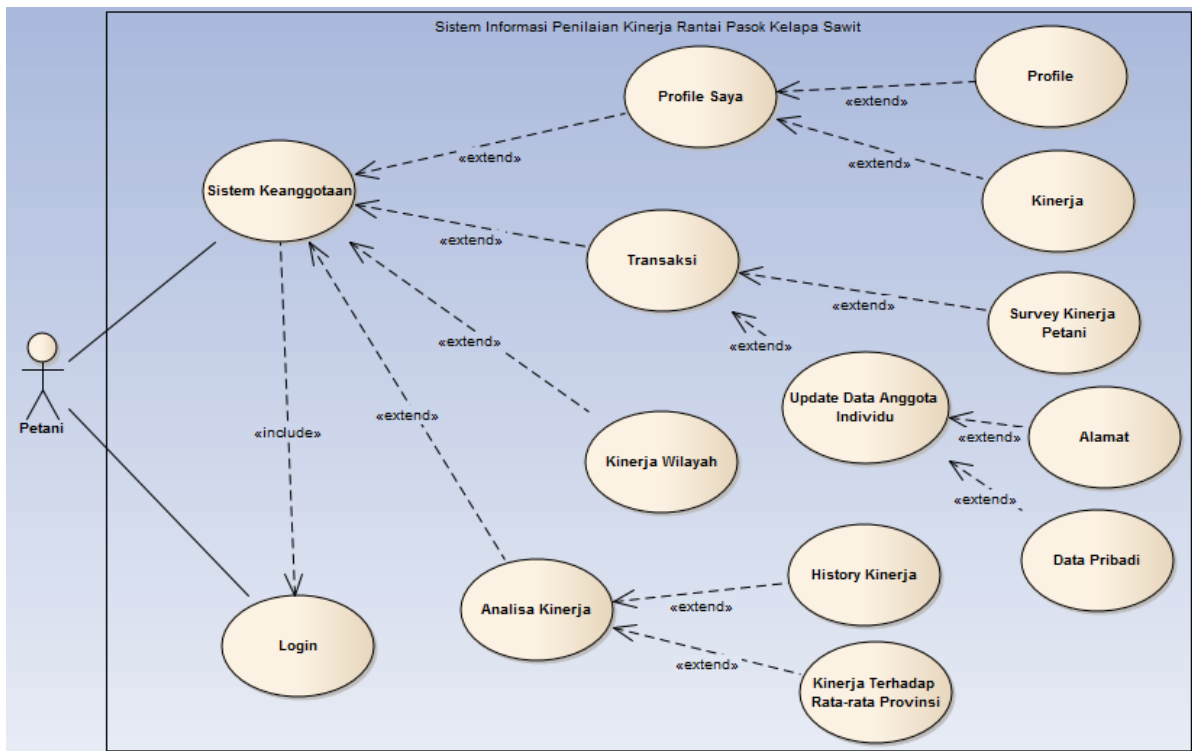 Sistem Informasi Penilaian Kinerja Rantai Pasok Kelapa Sawit
Profile
Profile Saya
«extend»
«extend»
«extend»
Sistem Keanggotaan
Kinerja
«extend»
Transaksi
«extend»
Survey Kinerja
Petani
«extend»
«extend»
Update Data Anggota
Individu
«extend»
Petani
«include»
«extend»
Alamat
Kinerja Wilayah
«extend»
Data Pribadi
History Kinerja
Analisa Kinerja
«extend»
Login
«extend»
Kinerja Terhadap
Rata-rata Provinsi